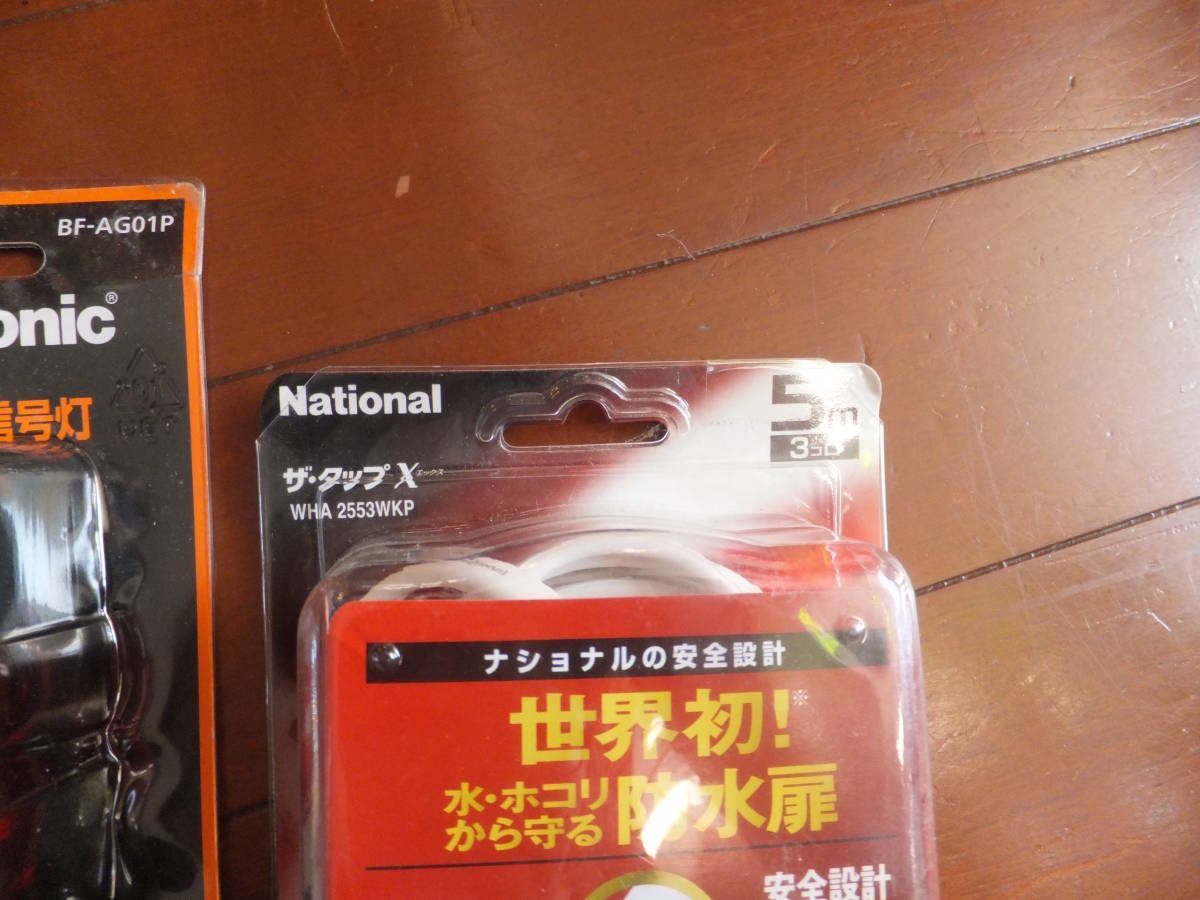 BF-AG01P
onic®
信号灯
National
5m
3コ口
ザ・タップX エックス
WHA 2553WKP
ナショナルの安全設計
世界初!※
水・ホコリ
から守る
防水扉
安全設計